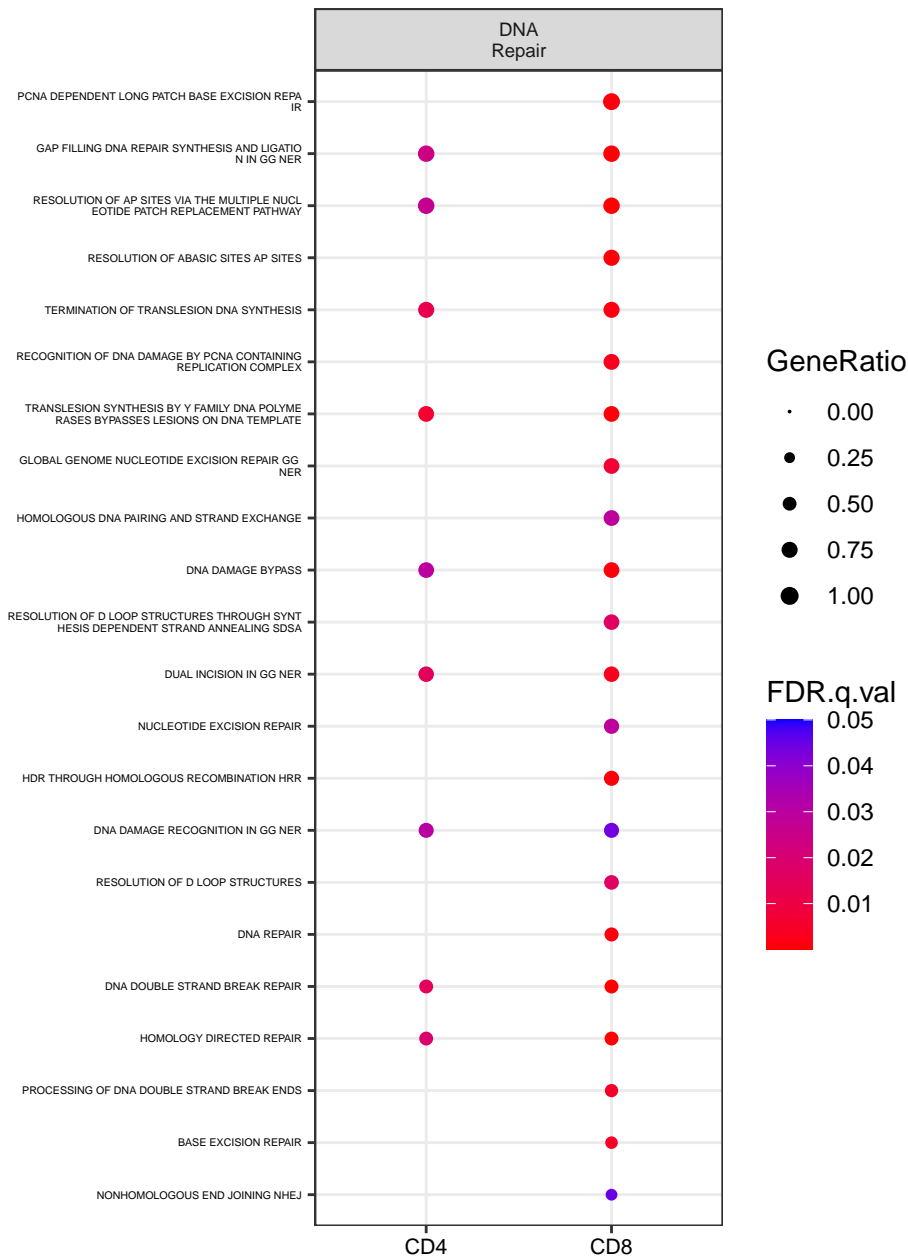 DNA
Repair
PCNA DEPENDENT LONG PATCH BASE EXCISION REPA
IR
GAP FILLING DNA REPAIR SYNTHESIS AND LIGATIO
N IN GG NER
RESOLUTION OF AP SITES VIA THE MULTIPLE NUCL
EOTIDE PATCH REPLACEMENT PATHWAY
RESOLUTION OF ABASIC SITES AP SITES
TERMINATION OF TRANSLESION DNA SYNTHESIS
RECOGNITION OF DNA DAMAGE BY PCNA CONTAINING
REPLICATION COMPLEX
TRANSLESION SYNTHESIS BY Y FAMILY DNA POLYME
RASES BYPASSES LESIONS ON DNA TEMPLATE
GLOBAL GENOME NUCLEOTIDE EXCISION REPAIR GG
NER
HOMOLOGOUS DNA PAIRING AND STRAND EXCHANGE
DNA DAMAGE BYPASS
RESOLUTION OF D LOOP STRUCTURES THROUGH SYNT
HESIS DEPENDENT STRAND ANNEALING SDSA
DUAL INCISION IN GG NER
NUCLEOTIDE EXCISION REPAIR
HDR THROUGH HOMOLOGOUS RECOMBINATION HRR
DNA DAMAGE RECOGNITION IN GG NER
RESOLUTION OF D LOOP STRUCTURES
DNA REPAIR
DNA DOUBLE STRAND BREAK REPAIR
HOMOLOGY DIRECTED REPAIR
PROCESSING OF DNA DOUBLE STRAND BREAK ENDS
BASE EXCISION REPAIR
NONHOMOLOGOUS END JOINING NHEJ
CD4
CD8
GeneRatio
0.00
0.25
0.50
0.75
1.00
FDR.q.val
0.05
0.04
0.03
0.02
0.01